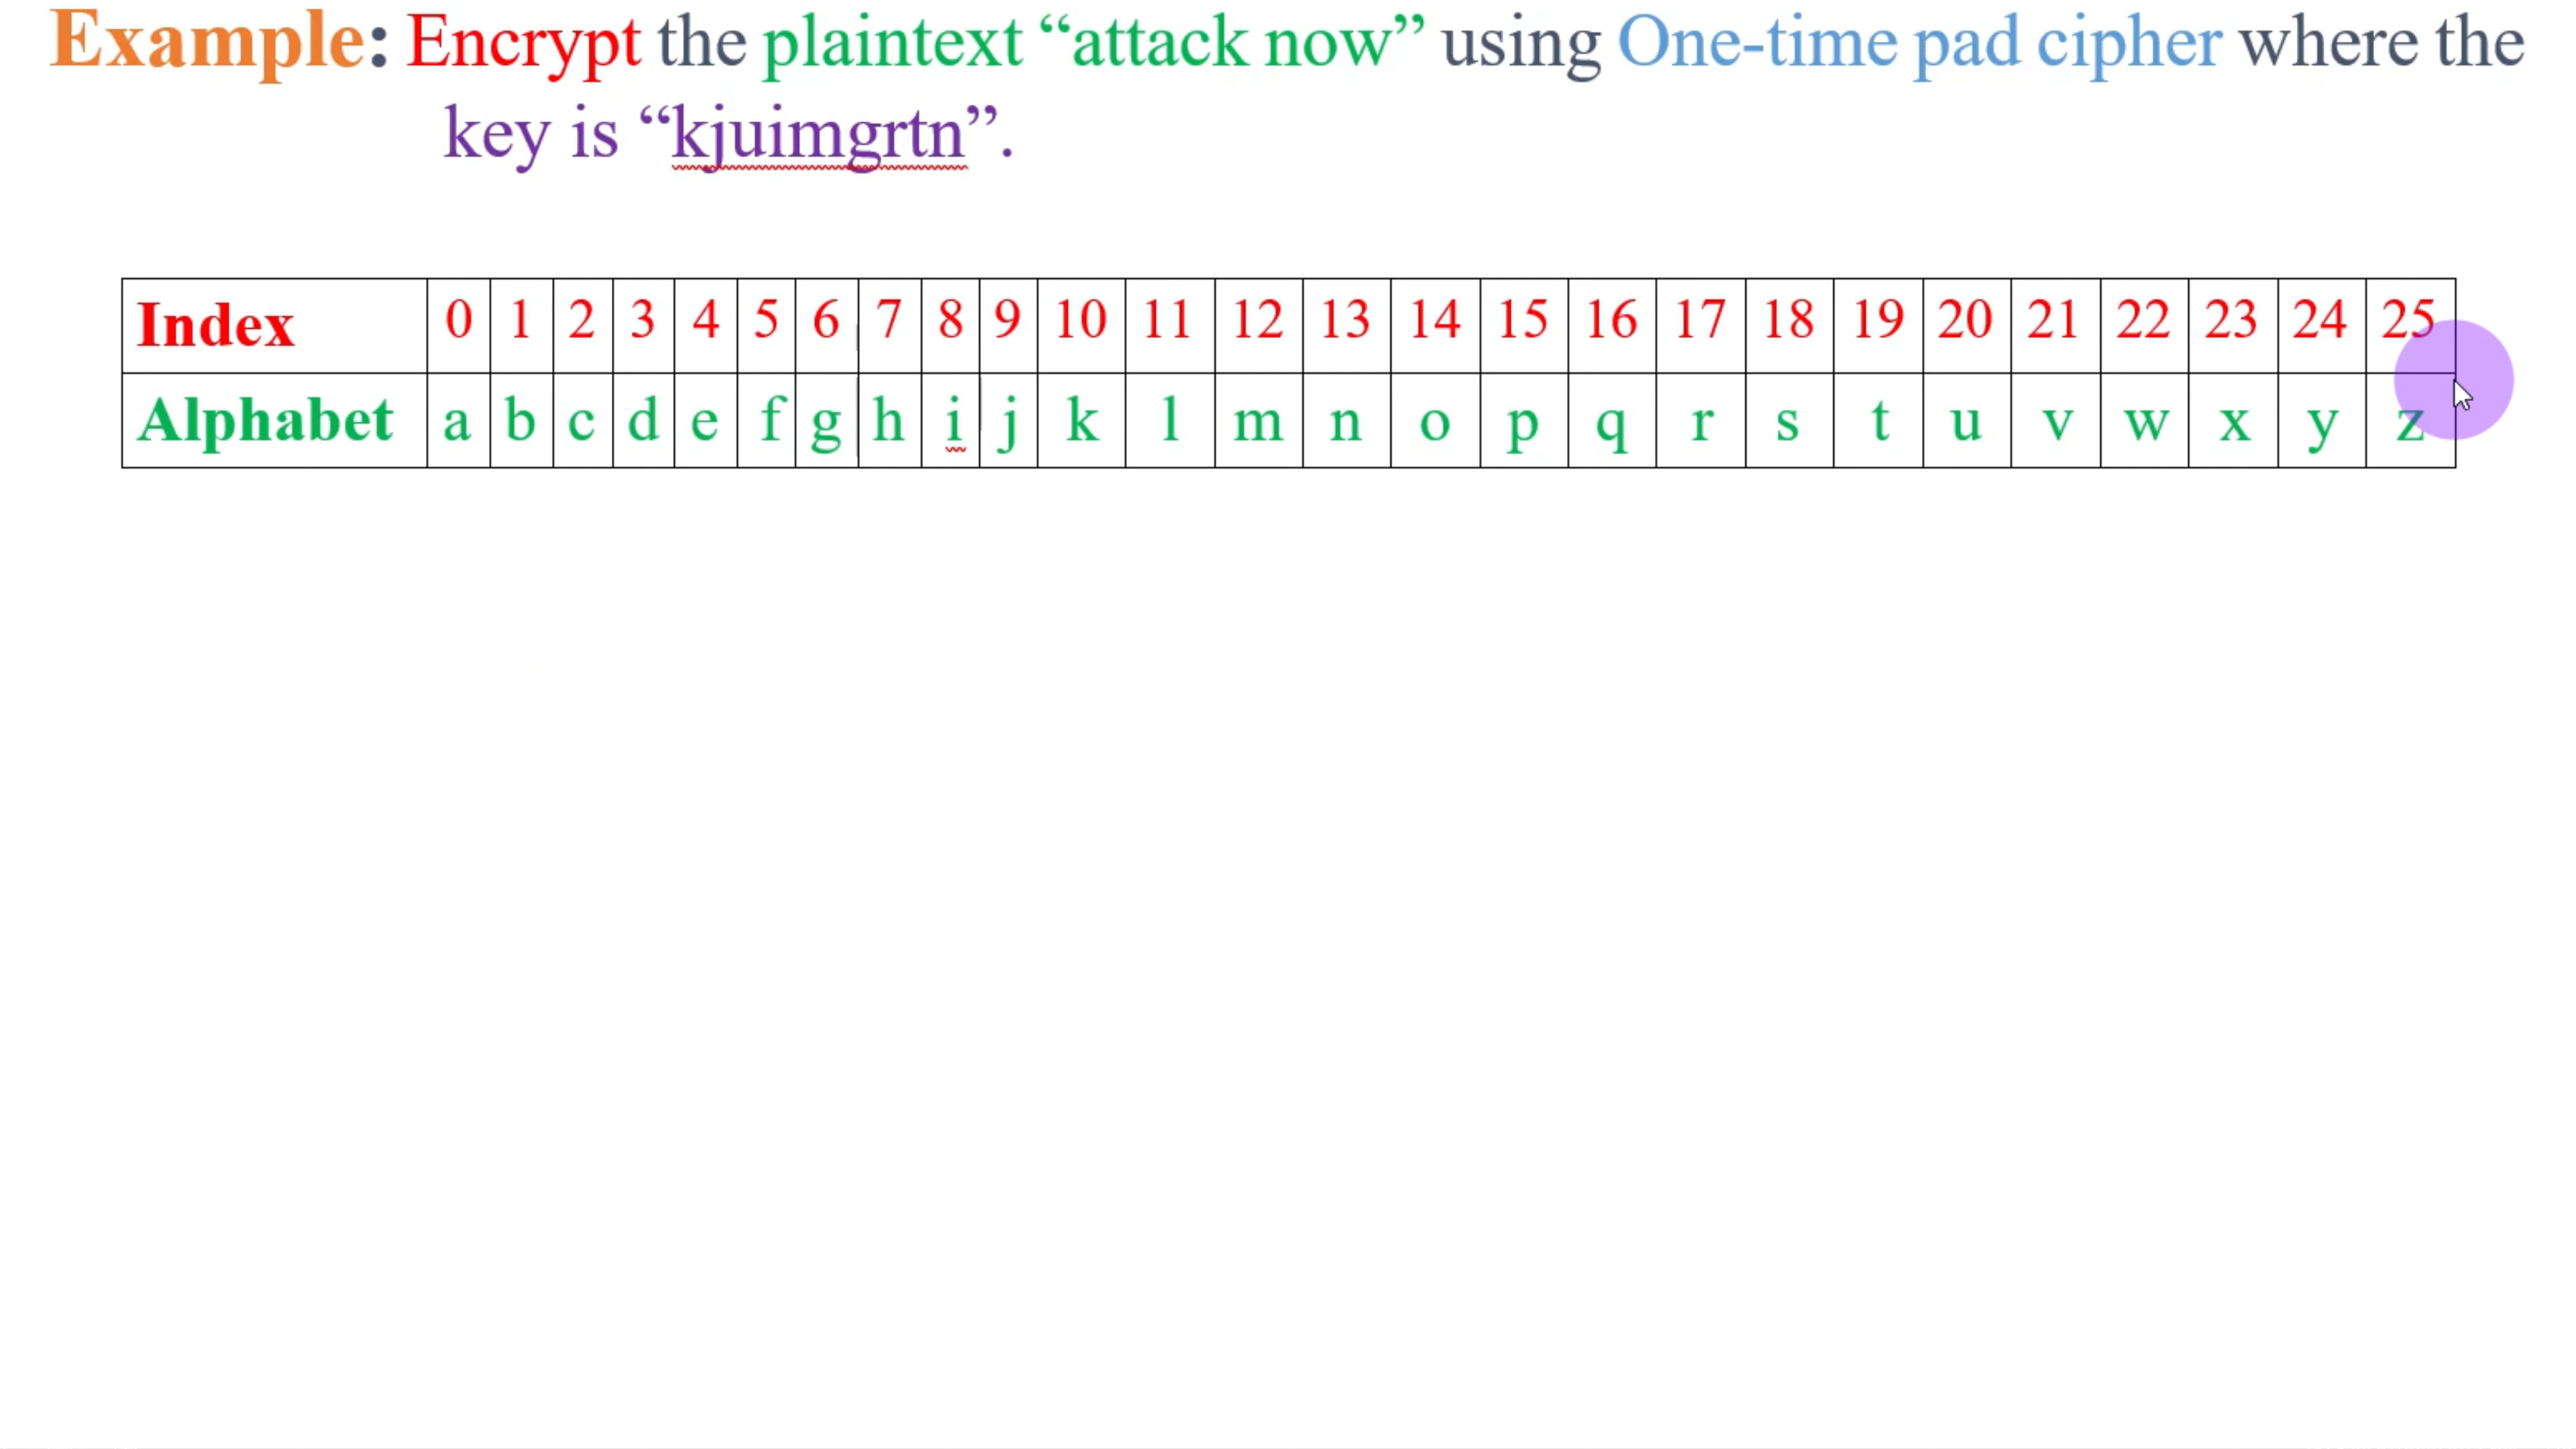 Example: Encrypt the plaintext “attack now” using One-time pad cipher where the
key is “kjuimgrtn”.
Index 0 1 2 3 4 5 6 7 8 9 10 11 12 13 14 15 16 17 18 19 20 21 22 23 24 25
Alphabet a b c d e f g h i j k l m n o p q r s t u v w x y z